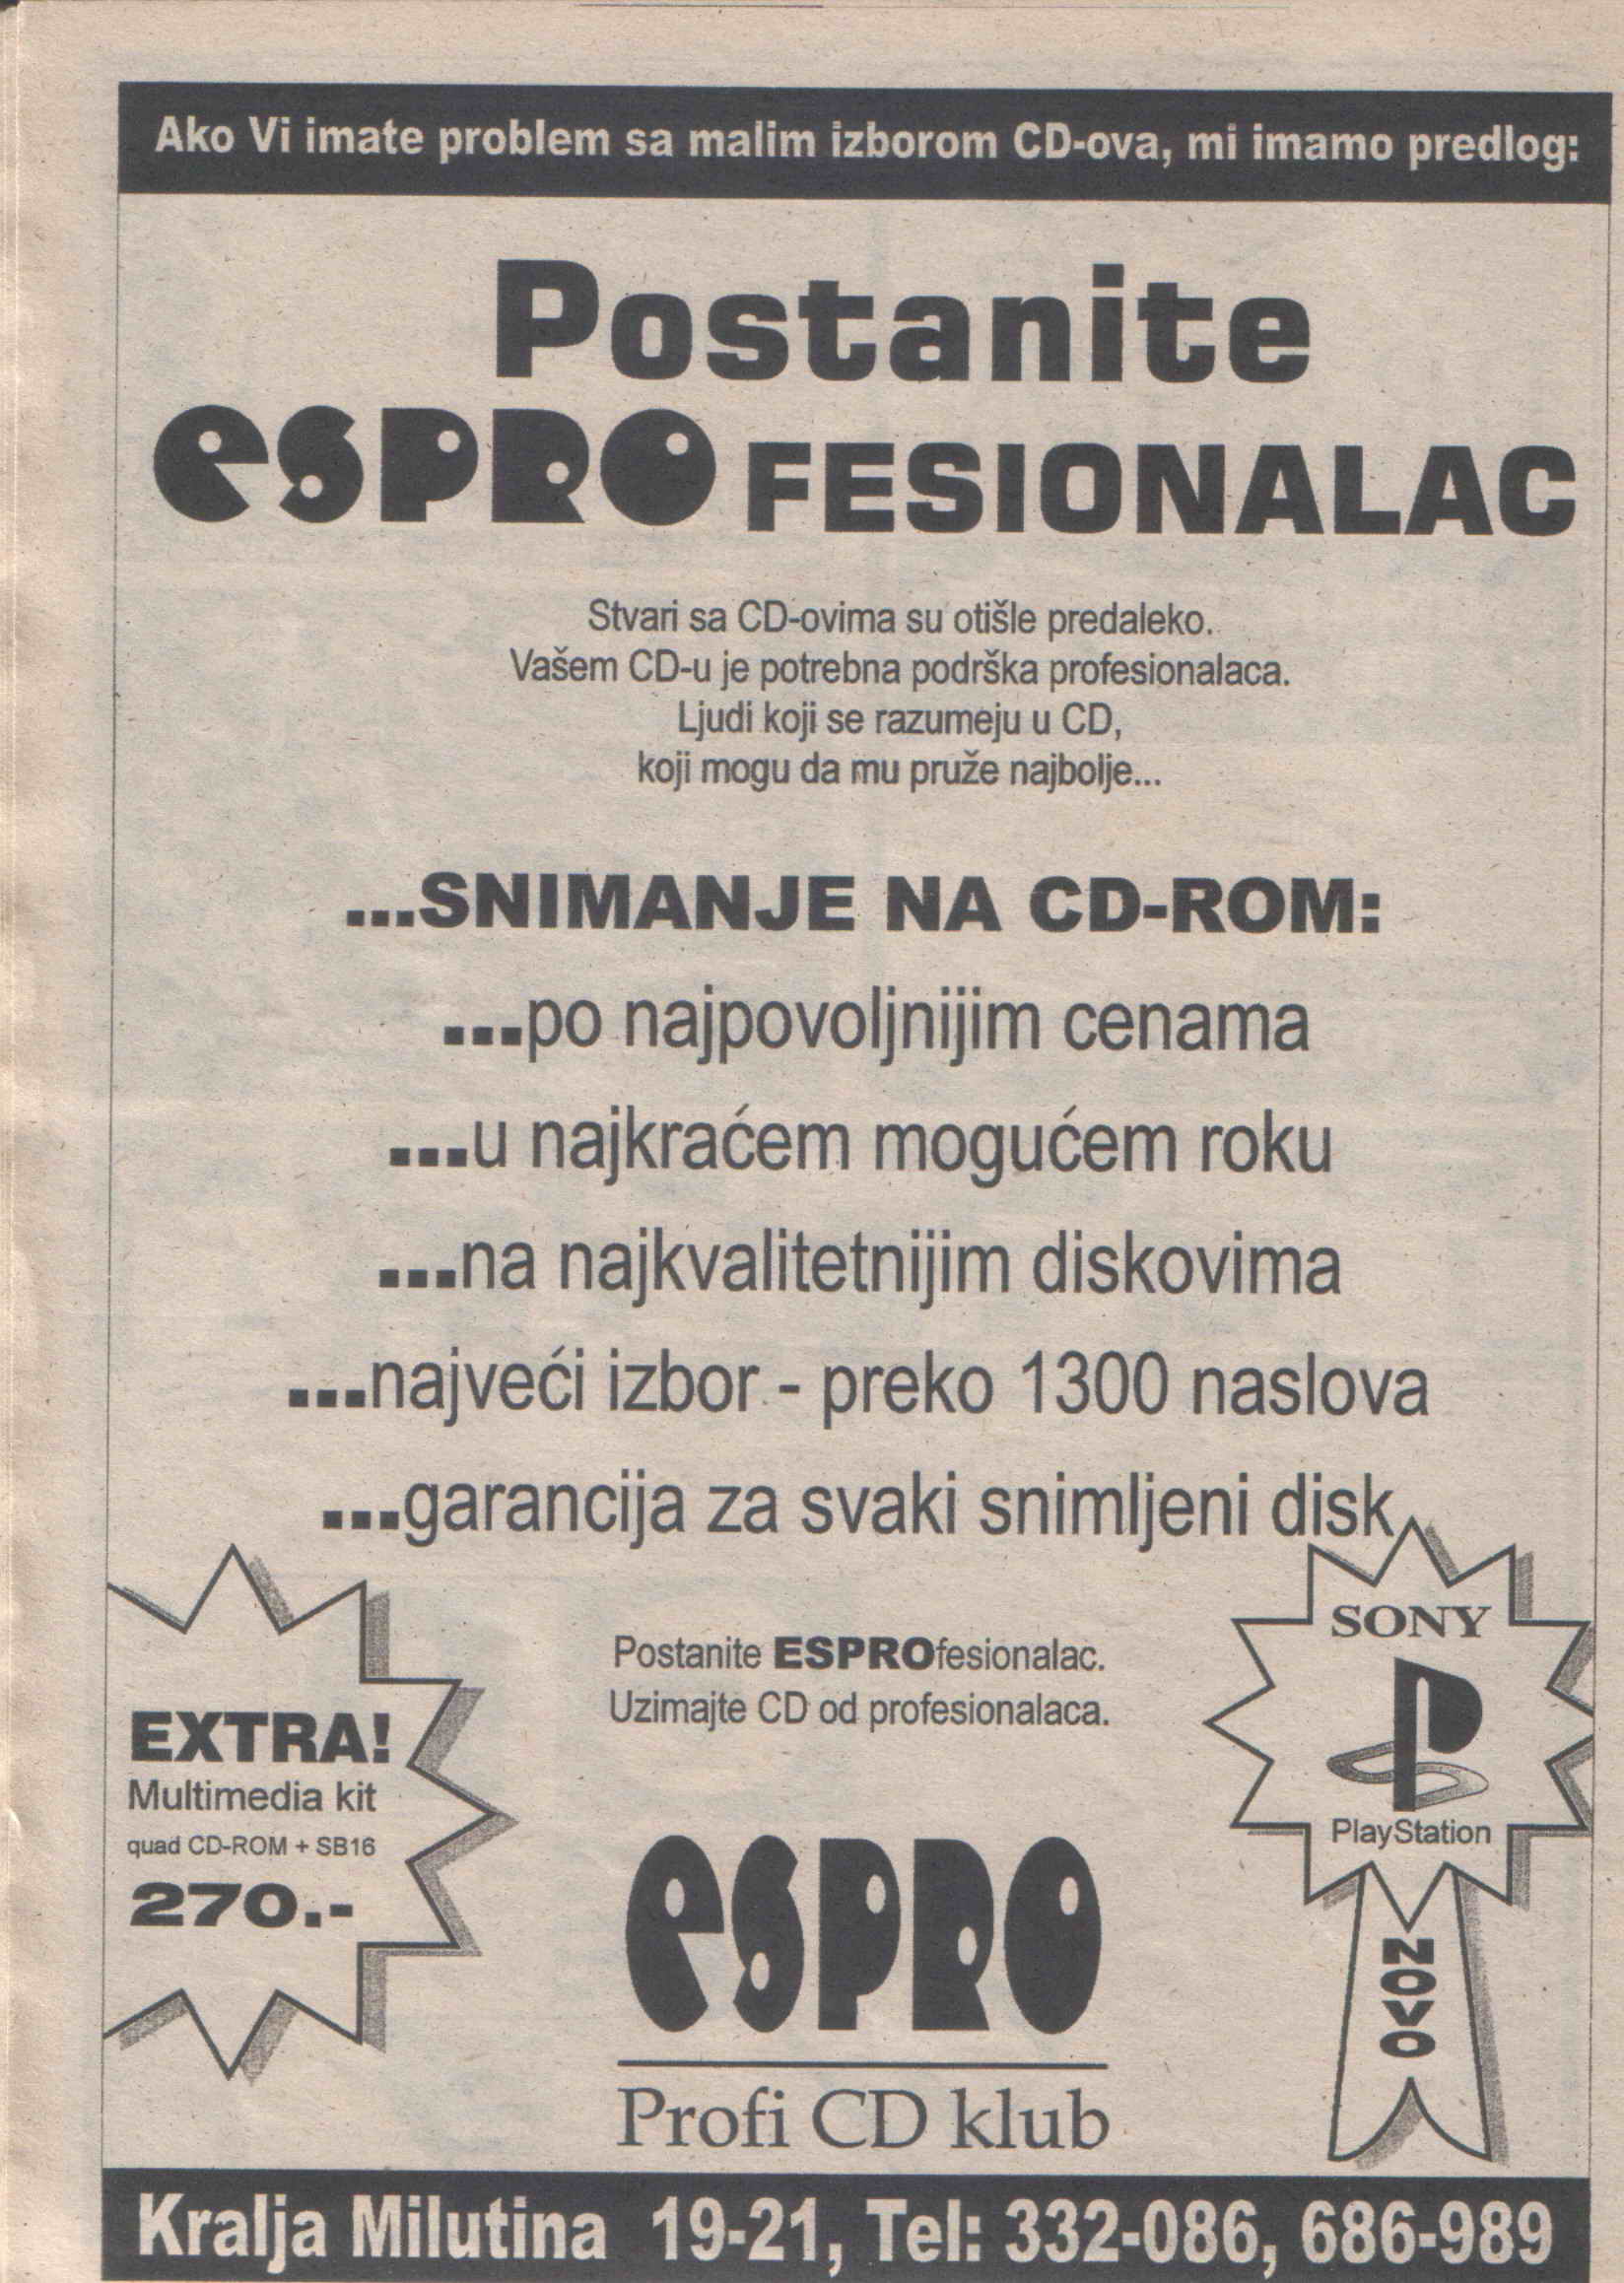 Ako Vi imate problem sa malim izborom CD-ova, mi imamo predlog:
Postanite
esPRO FESIONALAC
Stvari sa CD-ovima su otišle predaleko.
Vašem CD-u je potrebna podrška profesionalaca.
Ljudi koji se razumeju u CD,
koji mogu da mu pruže najbolje...
...SNIMANJE NA CD-ROM:
...po najpovoljnijim cenama
...u najkraćem mogućem roku
...na najkvalitetnijim diskovima
...najveći izbor - preko 1300 naslova
...garancija za svaki snimljeni disk
EXTRA!
Multimedia kit
quad CD-ROM + SB16
270.-
Postanite ESPROfesionalac.
Uzimajte CD od profesionalaca.
esPRO
Profi CD klub
SONY
PlayStation
NOVO
Kralja Milutina 19-21, Tel: 332-086, 686-989